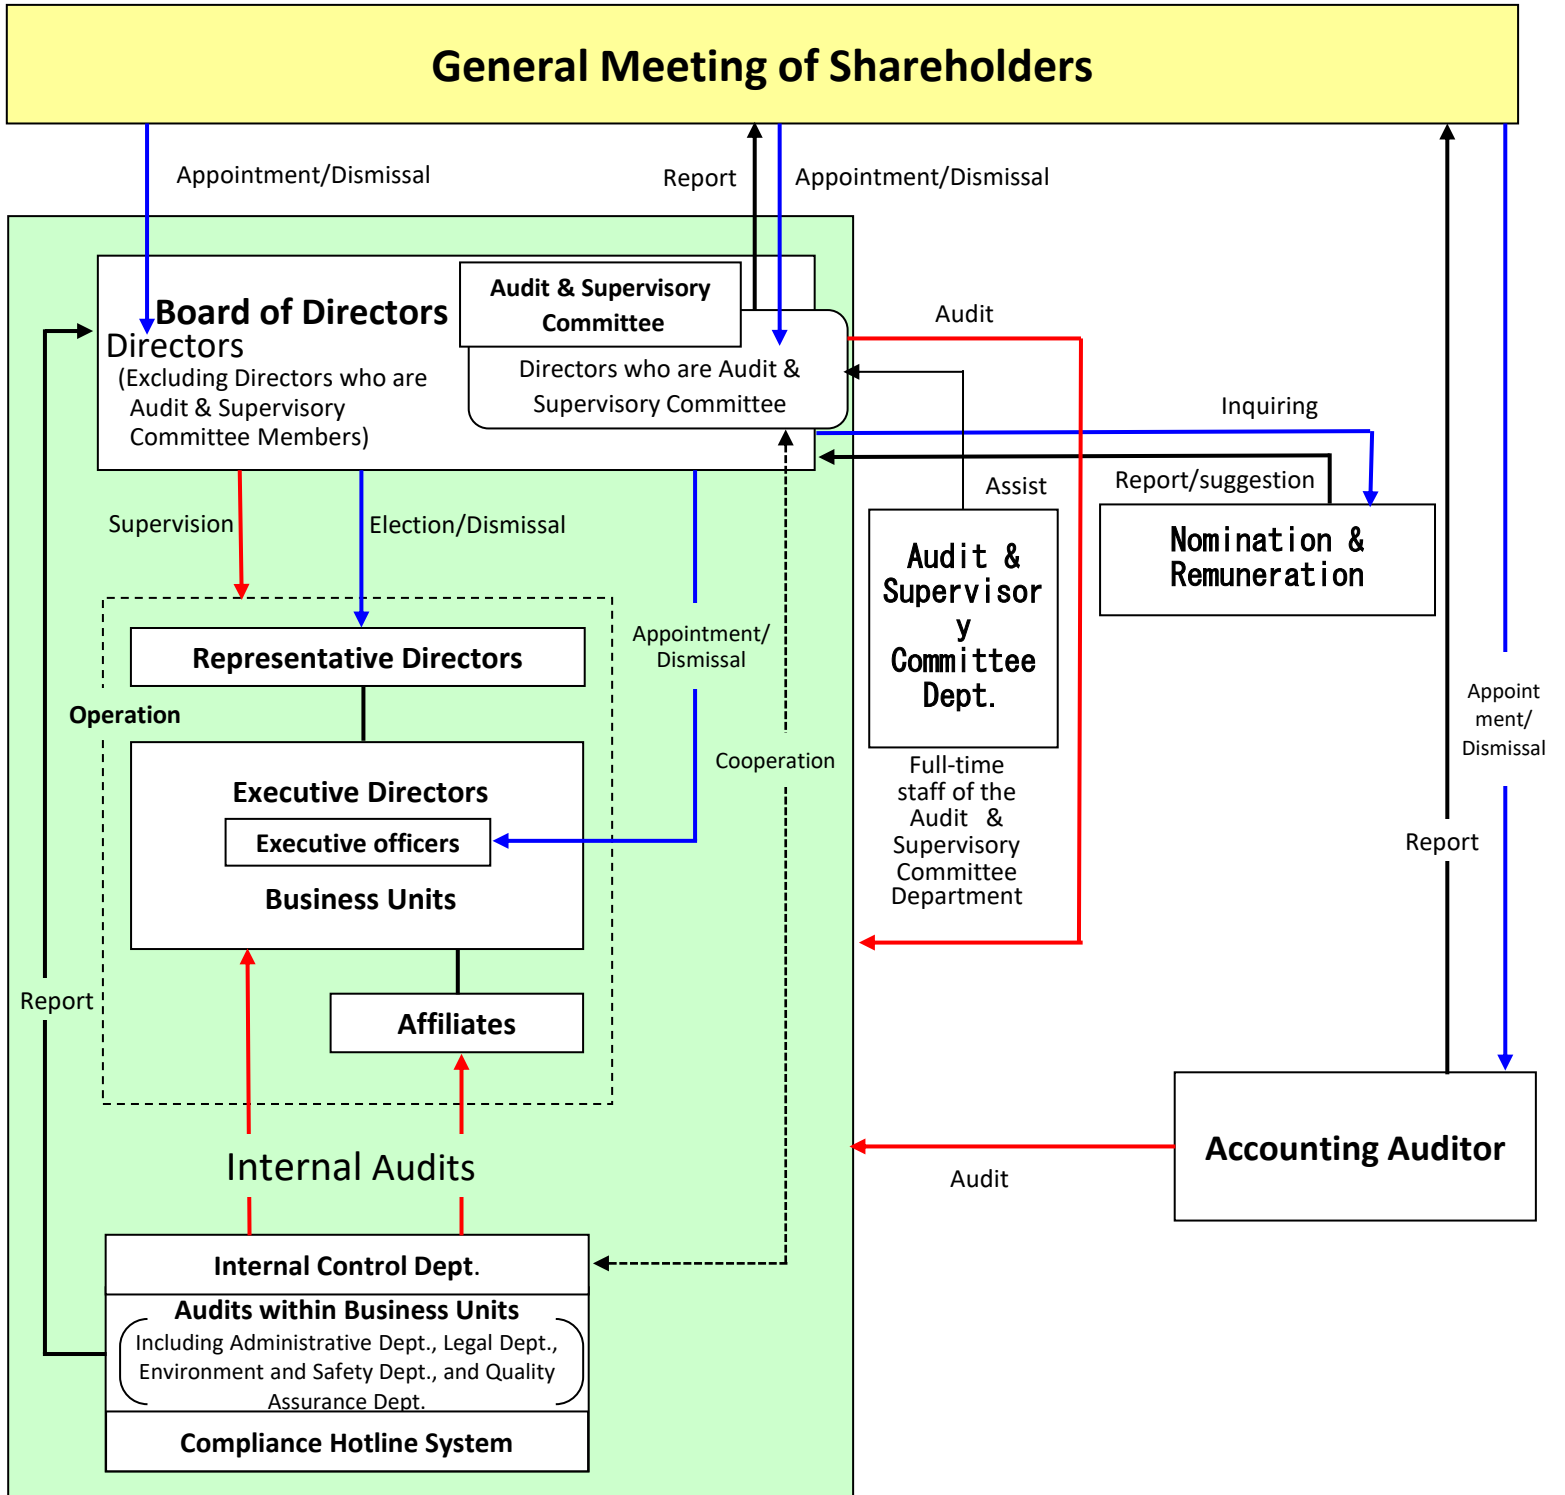 General Meeting of Shareholders
Appointment/Dismissal
Report
Appointment/Dismissal
Board of Directors
Directors
(Excluding Directors who are
Audit & Supervisory
Committee Members)
Audit & Supervisory
Committee
Directors who are Audit &
Supervisory Committee
Audit
Inquiring
Report/suggestion
Assist
Supervision
Election/Dismissal
Nomination &
Remuneration
Audit &
Supervisor
y
Committee
Dept.
Full-time
staff of the
Audit &
Supervisory
Committee
Department
Appointment/
Dismissal
Representative Directors
Operation
Cooperation
Appoint
ment/
Dismissal
Executive Directors
Executive officers
Business Units
Report
Report
Affiliates
Internal Audits
Accounting Auditor
Audit
Internal Control Dept.
Audits within Business Units
Including Administrative Dept., Legal Dept.,
Environment and Safety Dept., and Quality
Assurance Dept.
Compliance Hotline System